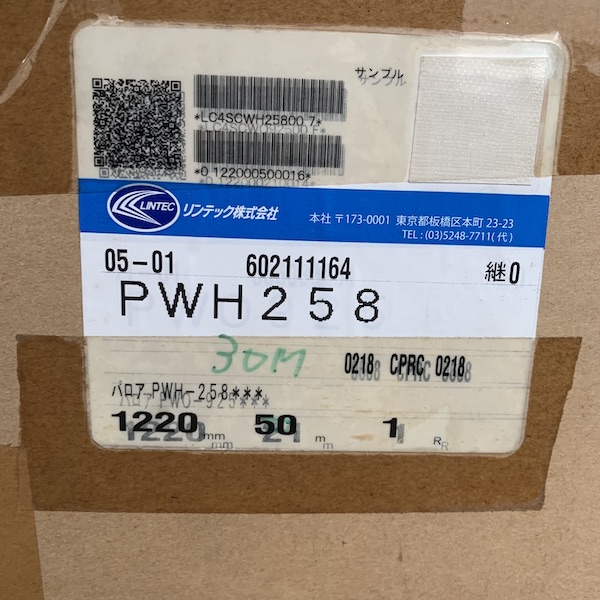 サンプル
*LC4SCWH25800.7*
*0.122000500016*
LINTEC リンテック株式会社
本社 〒173-0001 東京都板橋区本町 23-23
TEL : (03)5248-7711(代)
05-01 602111164 継0
PWH258
30M
0218 CPRC 0218
パロア PWH-258***
1220 mm 50 m 1 R